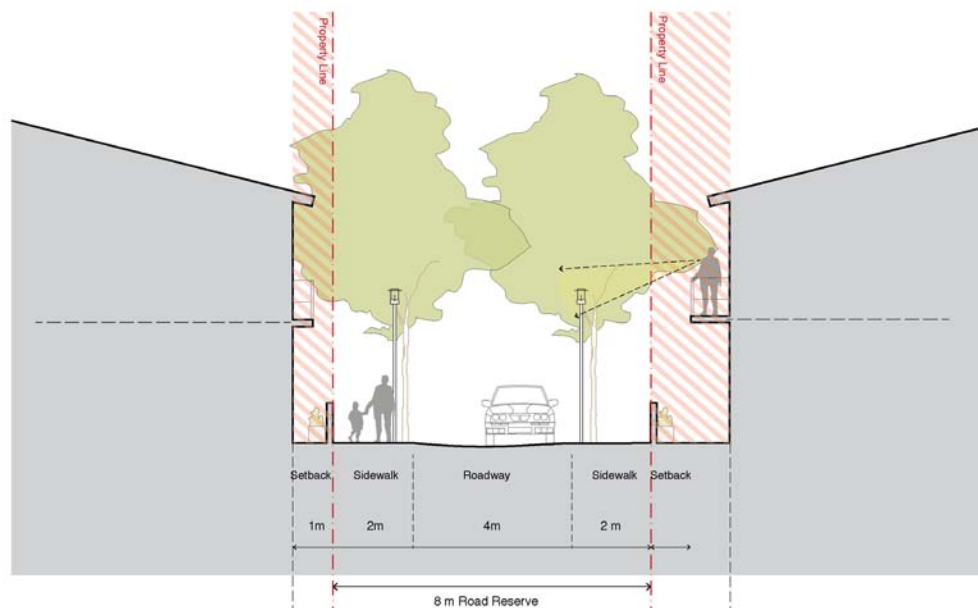 Property Line
Property Line
Setback Sidewalk Roadway Sidewalk Setback
1m 2m 4m 2 m
8 m Road Reserve